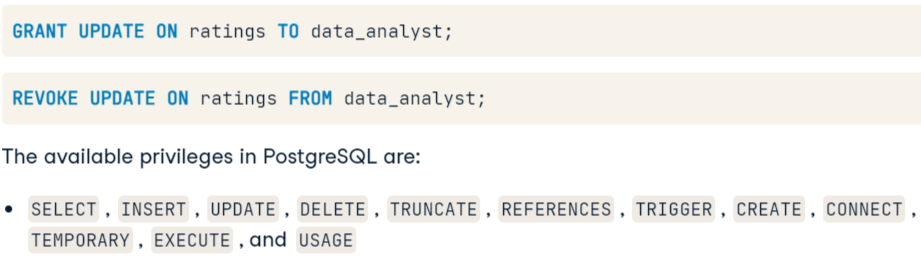 GRANT UPDATE ON ratings TO data_analyst;
REVOKE UPDATE ON ratings FROM data_analyst;
The available privileges in PostgreSQL are:
• SELECT , INSERT , UPDATE , DELETE , TRUNCATE , REFERENCES , TRIGGER , CREATE , CONNECT ,
TEMPORARY , EXECUTE , and USAGE